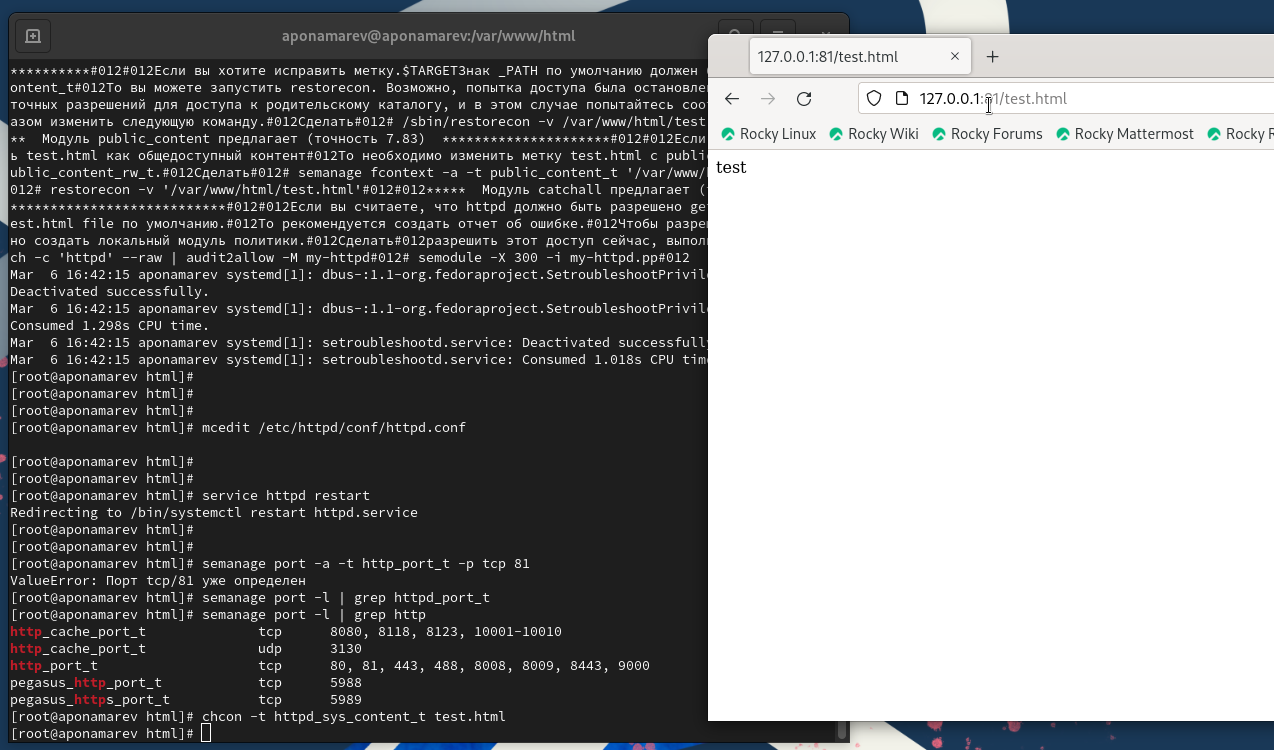 aponamarev@aponamarev:/var/www/html
**********#012#012Если вы хотите исправить метку.$TARGETЗнак _PATH по умолчанию должен
ontent_t#012То вы можете запустить restorecon. Возможно, попытка доступа была остановле
точных разрешений для доступа к родительскому каталогу, и в этом случае попытайтесь соо
азом изменить следующую команду.#012Сделать#012# /sbin/restorecon -v /var/www/html/test
** Модуль public_content предлагает (точность 7.83) *********************#012#012Если
ь test.html как общедоступный контент#012То необходимо изменить метку test.html с publi
ublic_content_rw_t.#012Сделать#012# semanage fcontext -a -t public_content_t '/var/www/h
012# restorecon -v '/var/www/html/test.html'#012#012***** Модуль catchall предлагает (
***************************#012#012Если вы считаете, что httpd должно быть разрешено ge
est.html file по умолчанию.#012То рекомендуется создать отчет об ошибке.#012Чтобы разре
но создать локальный модуль политики.#012Сделать#012разрешить этот доступ сейчас, выпол
ch -c 'httpd' --raw | audit2allow -M my-httpd#012# semodule -X 300 -i my-httpd.pp#012
Mar  6 16:42:15 aponamarev systemd[1]: dbus-:1.1-org.fedoraproject.SetroubleshootPrivile
Deactivated successfully.
Mar  6 16:42:15 aponamarev systemd[1]: dbus-:1.1-org.fedoraproject.SetroubleshootPrivile
Consumed 1.298s CPU time.
Mar  6 16:42:15 aponamarev systemd[1]: setroubleshootd.service: Deactivated successfully
Mar  6 16:42:15 aponamarev systemd[1]: setroubleshootd.service: Consumed 1.018s CPU tim
[root@aponamarev html]#
[root@aponamarev html]#
[root@aponamarev html]#
[root@aponamarev html]# mcedit /etc/httpd/conf/httpd.conf
[root@aponamarev html]#
[root@aponamarev html]#
[root@aponamarev html]# service httpd restart
Redirecting to /bin/systemctl restart httpd.service
[root@aponamarev html]#
[root@aponamarev html]#
[root@aponamarev html]# semanage port -a -t http_port_t -p tcp 81
ValueError: Порт tcp/81 уже определен
[root@aponamarev html]# semanage port -l | grep httpd_port_t
[root@aponamarev html]# semanage port -l | grep http
http_cache_port_t tcp 8080, 8118, 8123, 10001-10010
http_cache_port_t udp 3130
http_port_t tcp 80, 81, 443, 488, 8008, 8009, 8443, 9000
pegasus_http_port_t tcp 5988
pegasus_https_port_t tcp 5989
[root@aponamarev html]# chcon -t httpd_sys_content_t test.html
[root@aponamarev html]#
127.0.0.1:81/test.html
127.0.0.1:81/test.html
Rocky Linux Rocky Wiki Rocky Forums Rocky Mattermost Rocky R
test